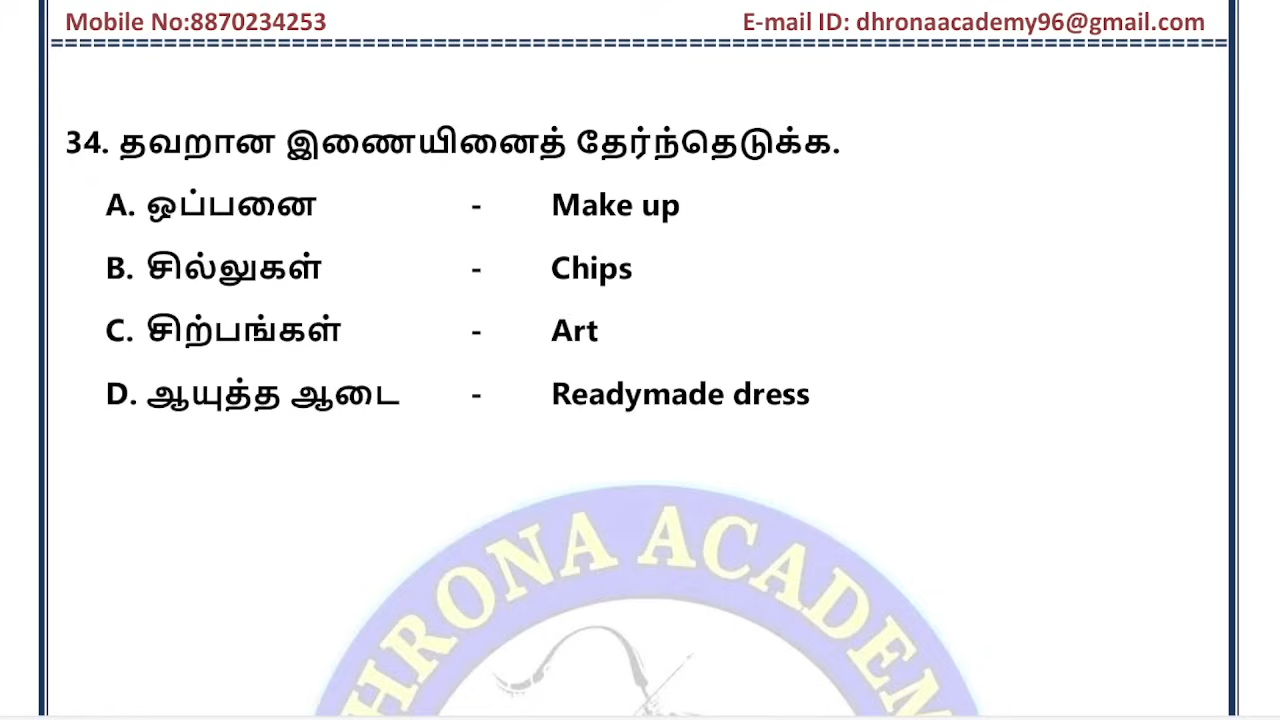 Mobile No:8870234253 E-mail ID: dhronaacademy96@gmail.com
34. தவறான இணையினைத் தேர்ந்தெடுக்க.
A. ஒப்பனை - Make up
B. சில்லுகள் - Chips
C. சிற்பங்கள் - Art
D. ஆயுத்த ஆடை - Readymade dress
HRONA ACADEM